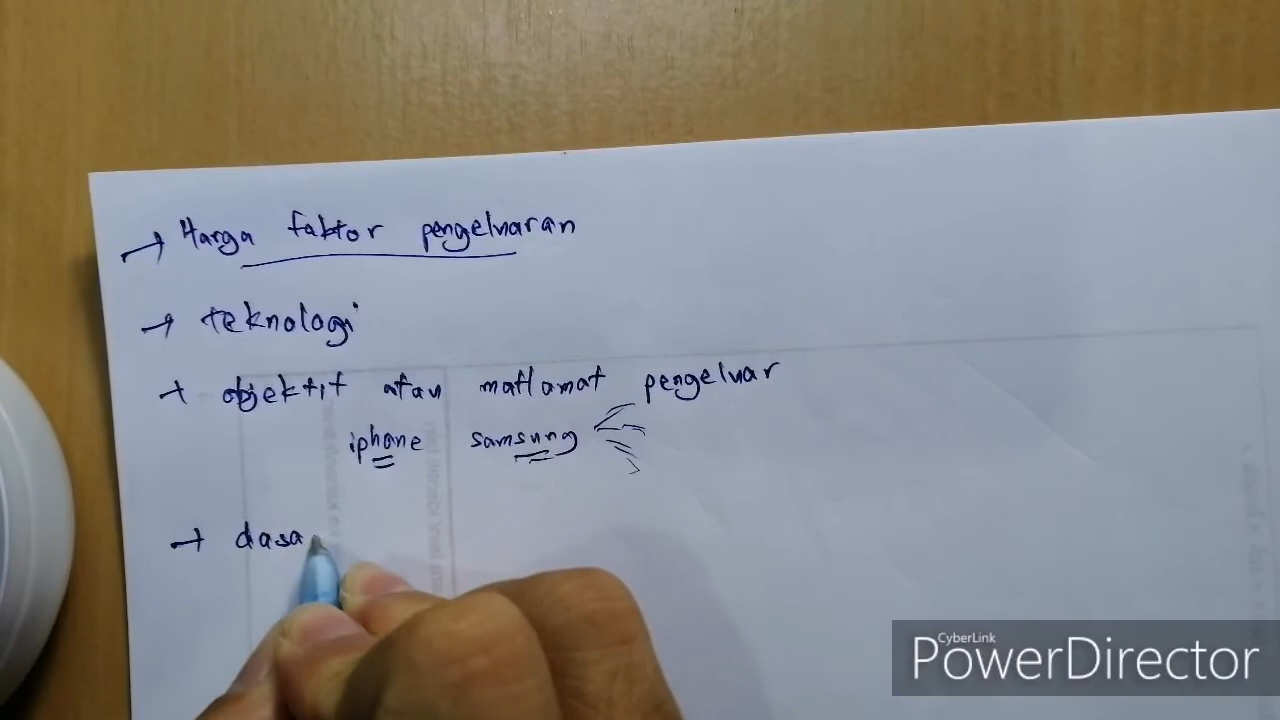 → Harga faktor pengeluaran
→ teknologi
→ objektif atau matlamat pengeluar
iphone samsung
→ dasa
CyberLink
PowerDirector